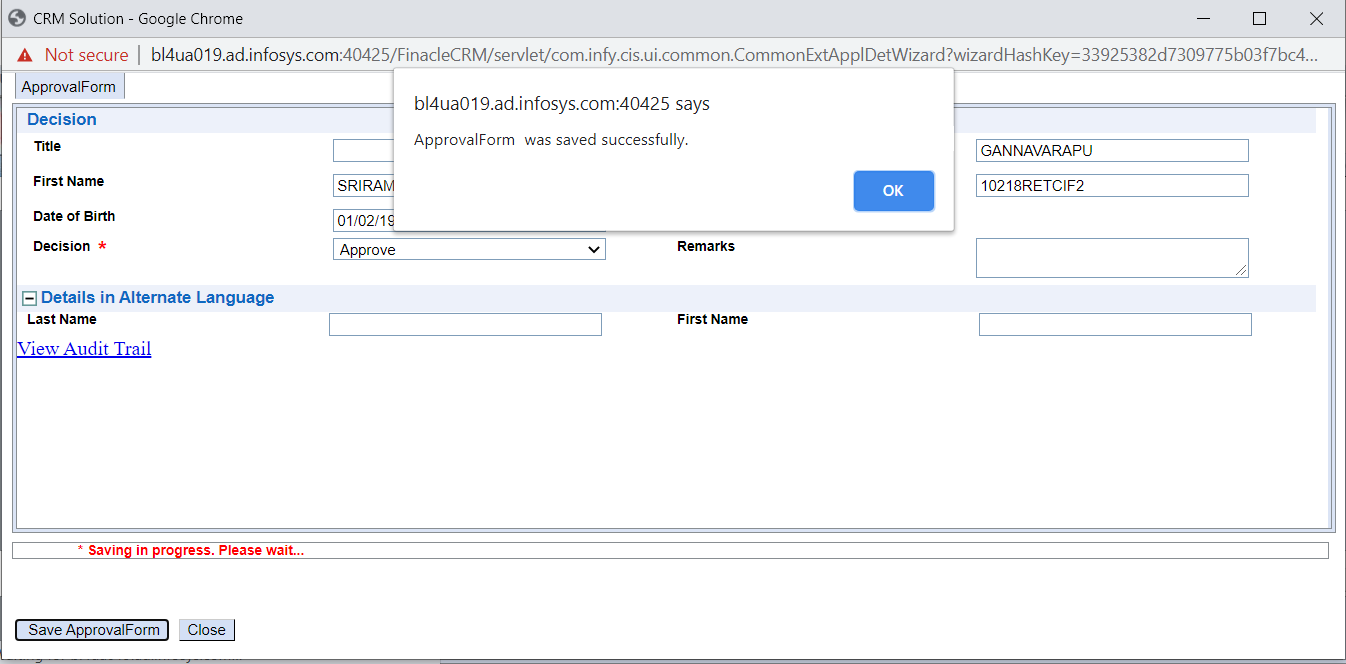 CRM Solution - Google Chrome
Not secure | bl4ua019.ad.infosys.com:40425/FinacleCRM/servlet/com.infy.cis.ui.common.CommonExtApplDetWizard?wizardHashKey=33925382d7309775b03f7bc4...
ApprovalForm
bl4ua019.ad.infosys.com:40425 says
ApprovalForm was saved successfully.
OK
Decision
Title
GANNAVARAPU
First Name
SRIRAM
10218RETCIF2
Date of Birth
01/02/19
Decision *
Approve
Remarks
Details in Alternate Language
Last Name
First Name
View Audit Trail
* Saving in progress. Please wait...
Save ApprovalForm
Close